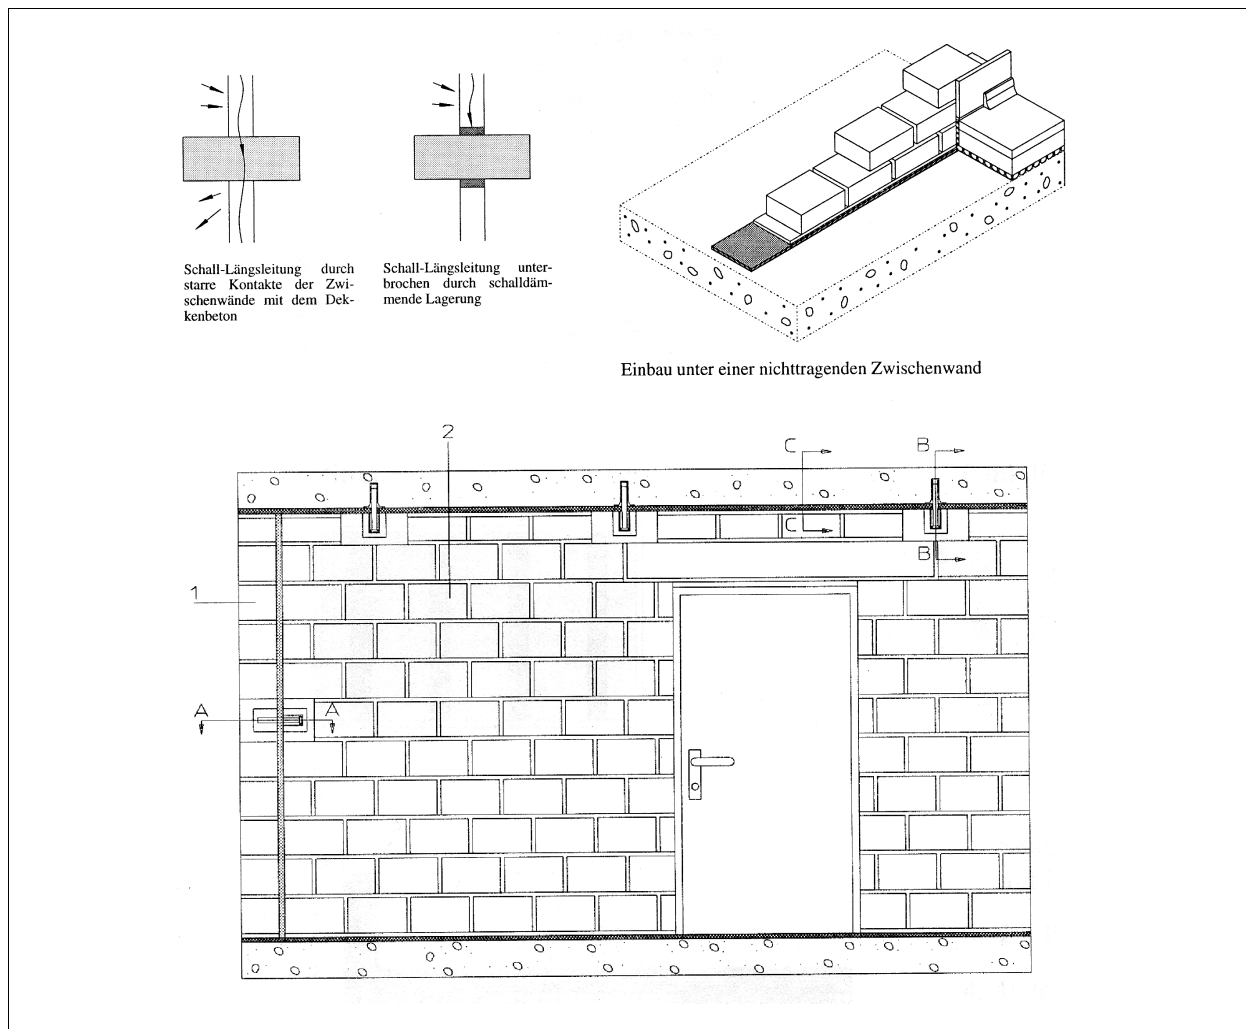 Schall-Längsleitung durch
starre Kontakte der Zwi-
schenwände mit dem Dek-
kenbeton
Schall-Längsleitung unter-
brochen durch schalldäm-
mende Lagerung
Einbau unter einer nichttragenden Zwischenwand
2
C
B
C
B
1
A
A